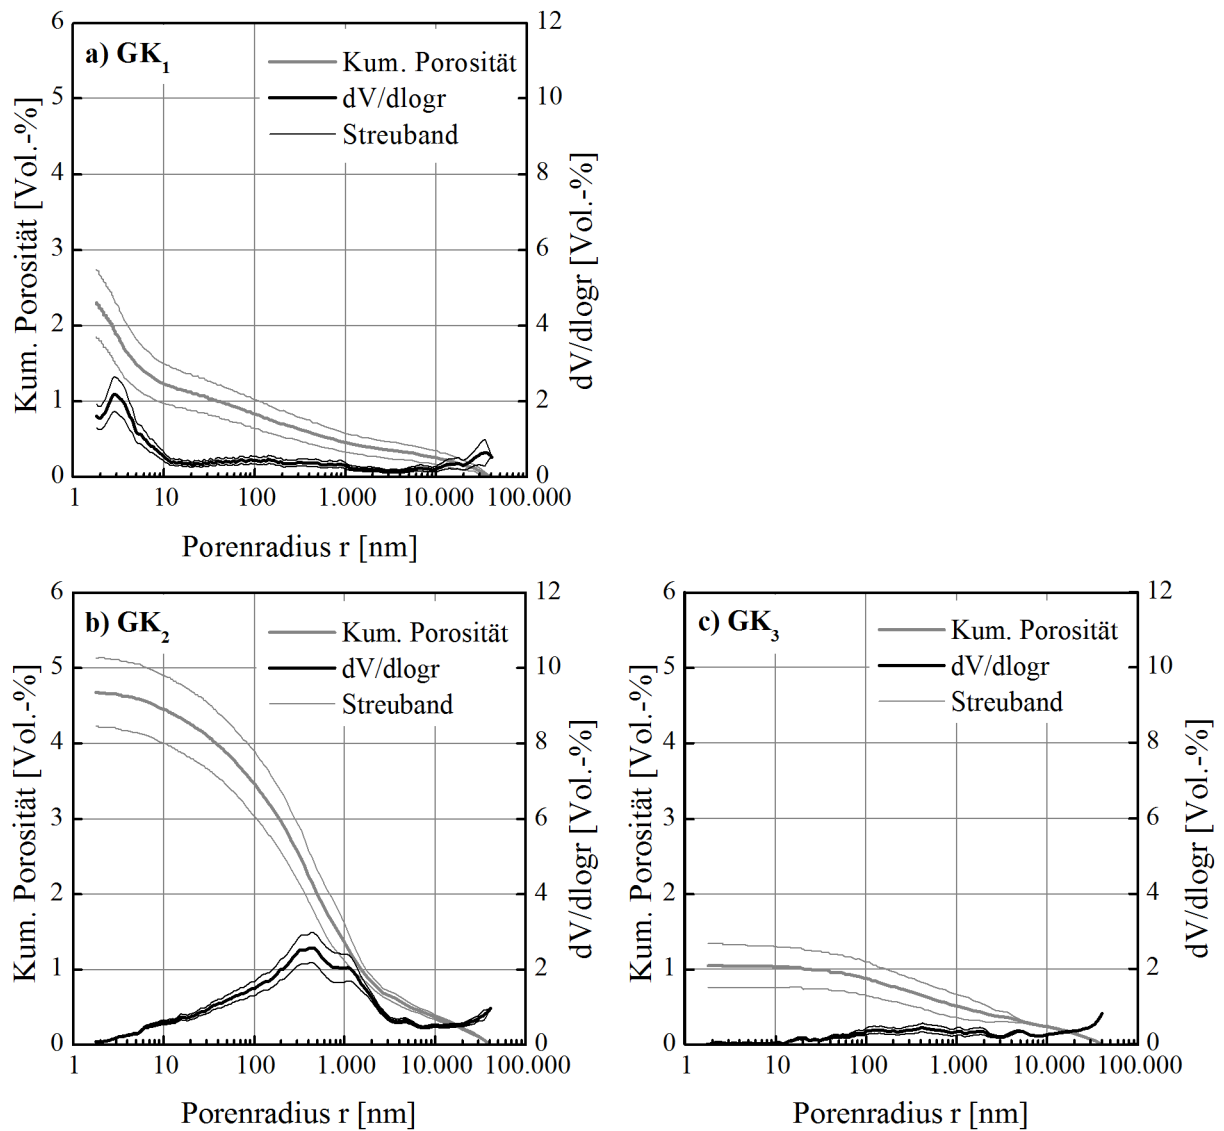 a) GK1
Kum. Porosität
dV/dlogr
Streuband
Kum. Porosität [Vol.-%]
6
5
4
3
2
1
0
dV/dlogr [Vol.-%]
12
10
8
6
4
2
0
1 10 100 1.000 10.000 100.000
Porenradius r [nm]
b) GK2
Kum. Porosität
dV/dlogr
Streuband
Kum. Porosität [Vol.-%]
6
5
4
3
2
1
0
dV/dlogr [Vol.-%]
12
10
8
6
4
2
0
1 10 100 1.000 10.000 100.000
Porenradius r [nm]
c) GK3
Kum. Porosität
dV/dlogr
Streuband
Kum. Porosität [Vol.-%]
6
5
4
3
2
1
0
dV/dlogr [Vol.-%]
12
10
8
6
4
2
0
1 10 100 1.000 10.000 100.000
Porenradius r [nm]